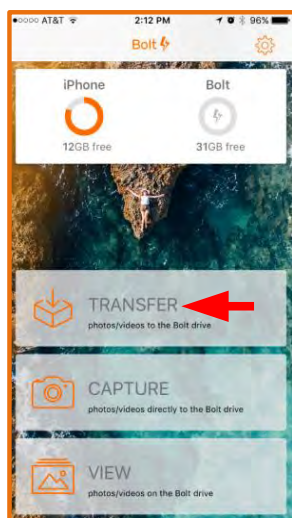 AT&T 2:12 PM 96%
Bolt
iPhone Bolt
12GB free 31GB free
TRANSFER
photos/videos to the Bolt drive
CAPTURE
photos/videos directly to the Bolt drive
VIEW
photos/videos on the Bolt drive